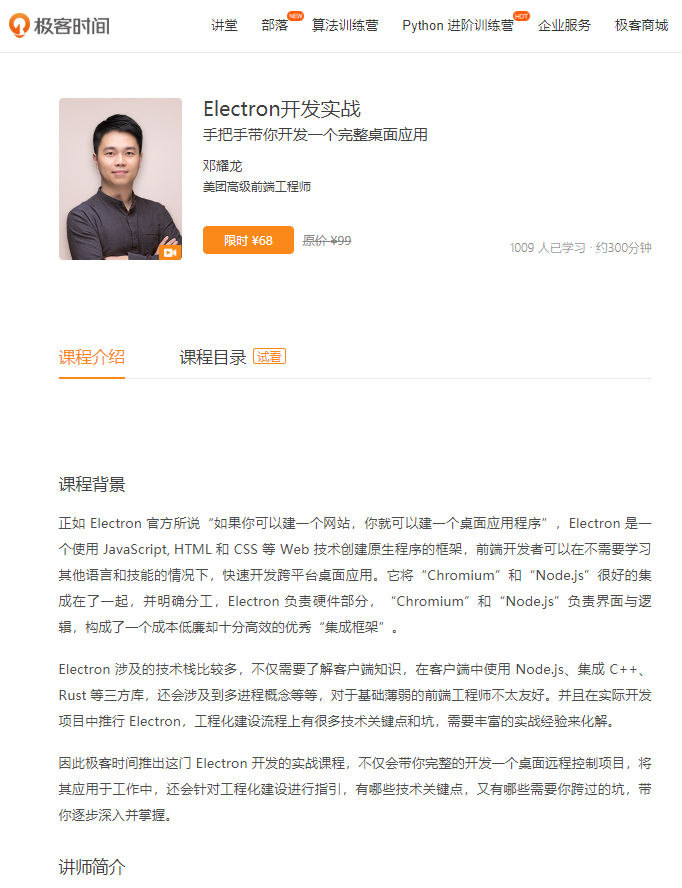 极客时间
讲堂 部落 NEW 算法训练营 Python 进阶训练营 HOT 企业服务 极客商城
Electron开发实战
手把手带你开发一个完整桌面应用
邓耀龙
美团高级前端工程师
限时 ¥68 原价 ¥99
1009 人已学习 · 约300分钟
课程介绍 课程目录 试看
课程背景
正如 Electron 官方所说“如果你可以建一个网站，你就可以建一个桌面应用程序”，Electron 是一
个使用 JavaScript, HTML 和 CSS 等 Web 技术创建原生程序的框架，前端开发者可以在不需要学习
其他语言和技能的情况下，快速开发跨平台桌面应用。它将“Chromium”和“Node.js”很好的集
成在了一起，并明确分工，Electron 负责硬件部分，“Chromium”和“Node.js”负责界面与逻
辑，构成了一个成本低廉却十分高效的优秀“集成框架”。
Electron 涉及的技术栈比较多，不仅需要了解客户端知识，在客户端中使用 Node.js、集成 C++、
Rust 等三方库，还会涉及到多进程概念等等，对于基础薄弱的前端工程师不太友好。并且在实际开发
项目中推行 Electron，工程化建设流程上有很多技术关键点和坑，需要丰富的实战经验来化解。
因此极客时间推出这门 Electron 开发的实战课程，不仅会带你完整的开发一个桌面远程控制项目，将
其应用于工作中，还会针对工程化建设进行指引，有哪些技术关键点，又有哪些需要你跨过的坑，带
你逐步深入并掌握。
讲师简介